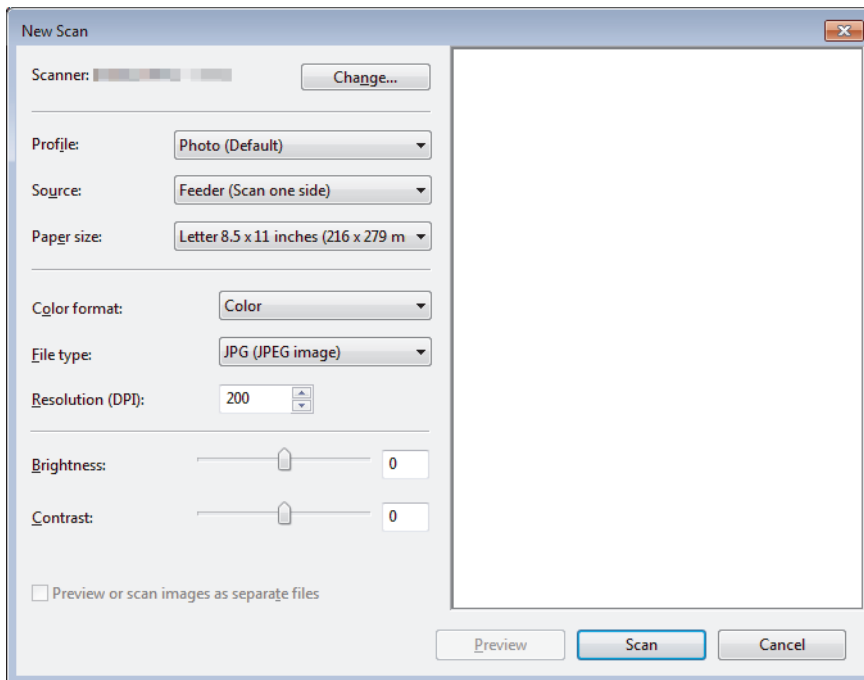 New Scan
Scanner:
Change...
Profile: Photo (Default)
Source: Feeder (Scan one side)
Paper size: Letter 8.5 x 11 inches (216 x 279 m
Color format: Color
File type: JPG (JPEG image)
Resolution (DPI): 200
Brightness: 0
Contrast: 0
Preview or scan images as separate files
Preview Scan Cancel